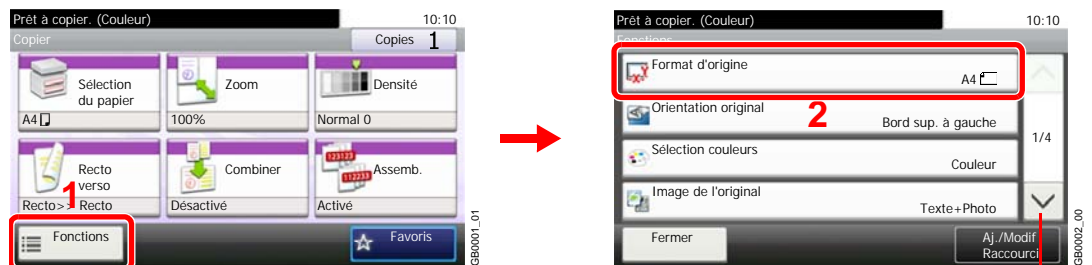 Prêt à copier. (Couleur) 10:10
Copier Copies 1
Sélection du papier
Zoom
Densité
A4
100%
Normal 0
123123
112233
Recto verso
Combiner
Assemb.
1
Recto>> Recto
Désactivé
Activé
Fonctions
Favoris
GB0001_01
Prêt à copier. (Couleur) 10:10
Fonctions
Format d'origine
A4
Orientation original
2
Bord sup. à gauche
1/4
Sélection couleurs
Couleur
Image de l'original
Texte+Photo
Fermer
Aj./Modif
Raccourci
GB0002_00